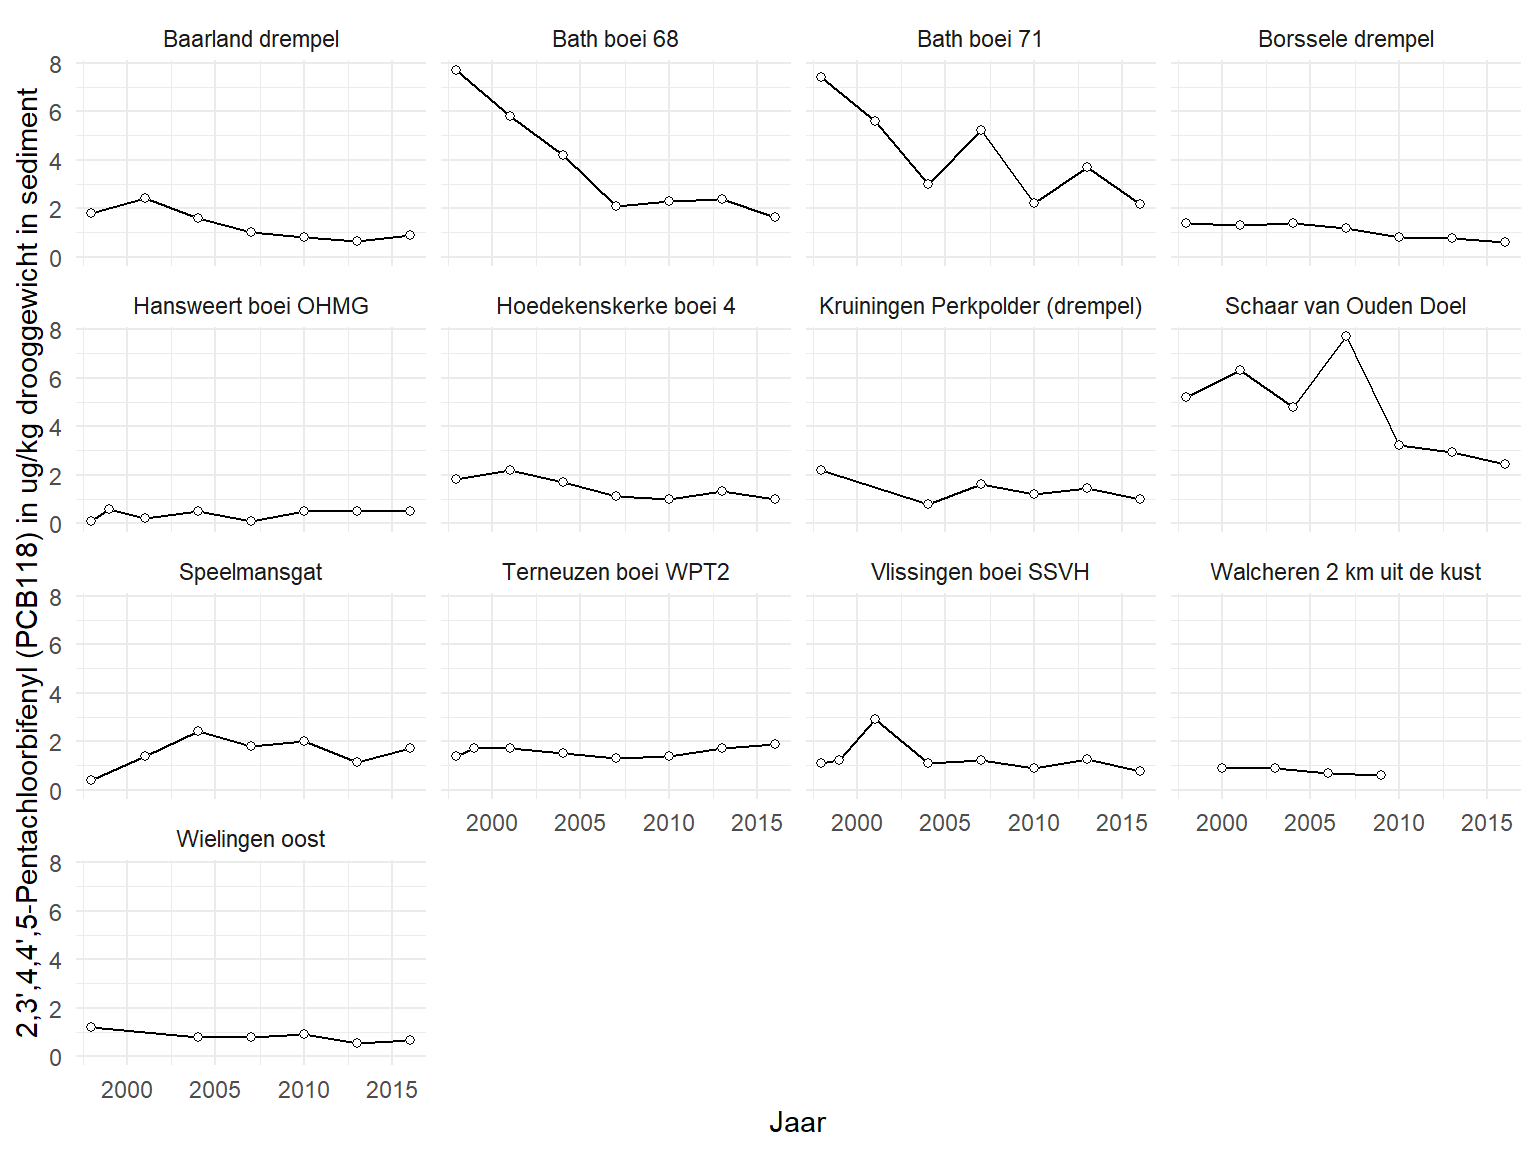 Baarland drempel
Bath boei 68
Bath boei 71
Borssele drempel
8
6
4
2
0
Hansweert boei OHMG
Hoedekenskerke boei 4
Kruiningen Perkpolder (drempel)
Schaar van Ouden Doel
8
6
4
2
0
Speelmansgat
Terneuzen boei WPT2
Vlissingen boei SSVH
Walcheren 2 km uit de kust
8
6
4
2
0
2000 2005 2010 2015
2000 2005 2010 2015
2000 2005 2010 2015
Wielingen oost
8
6
4
2
0
2000 2005 2010 2015
Jaar
2,3',4,4',5-Pentachloorbifenyl (PCB118) in ug/kg drooggewicht in sediment